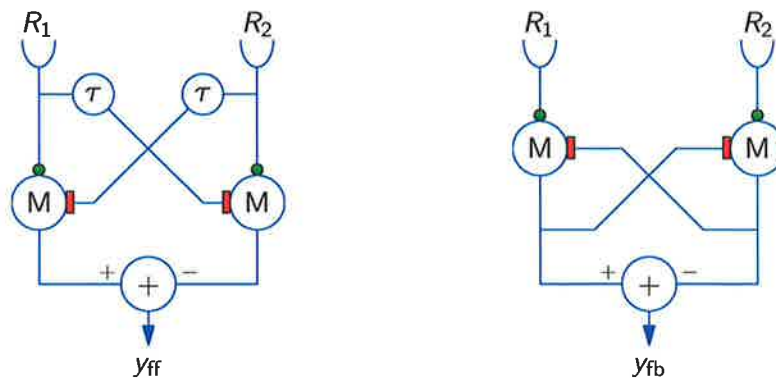 R1 R2
τ τ
M M
+ + −
yff
R1 R2
M M
+ + −
yfb